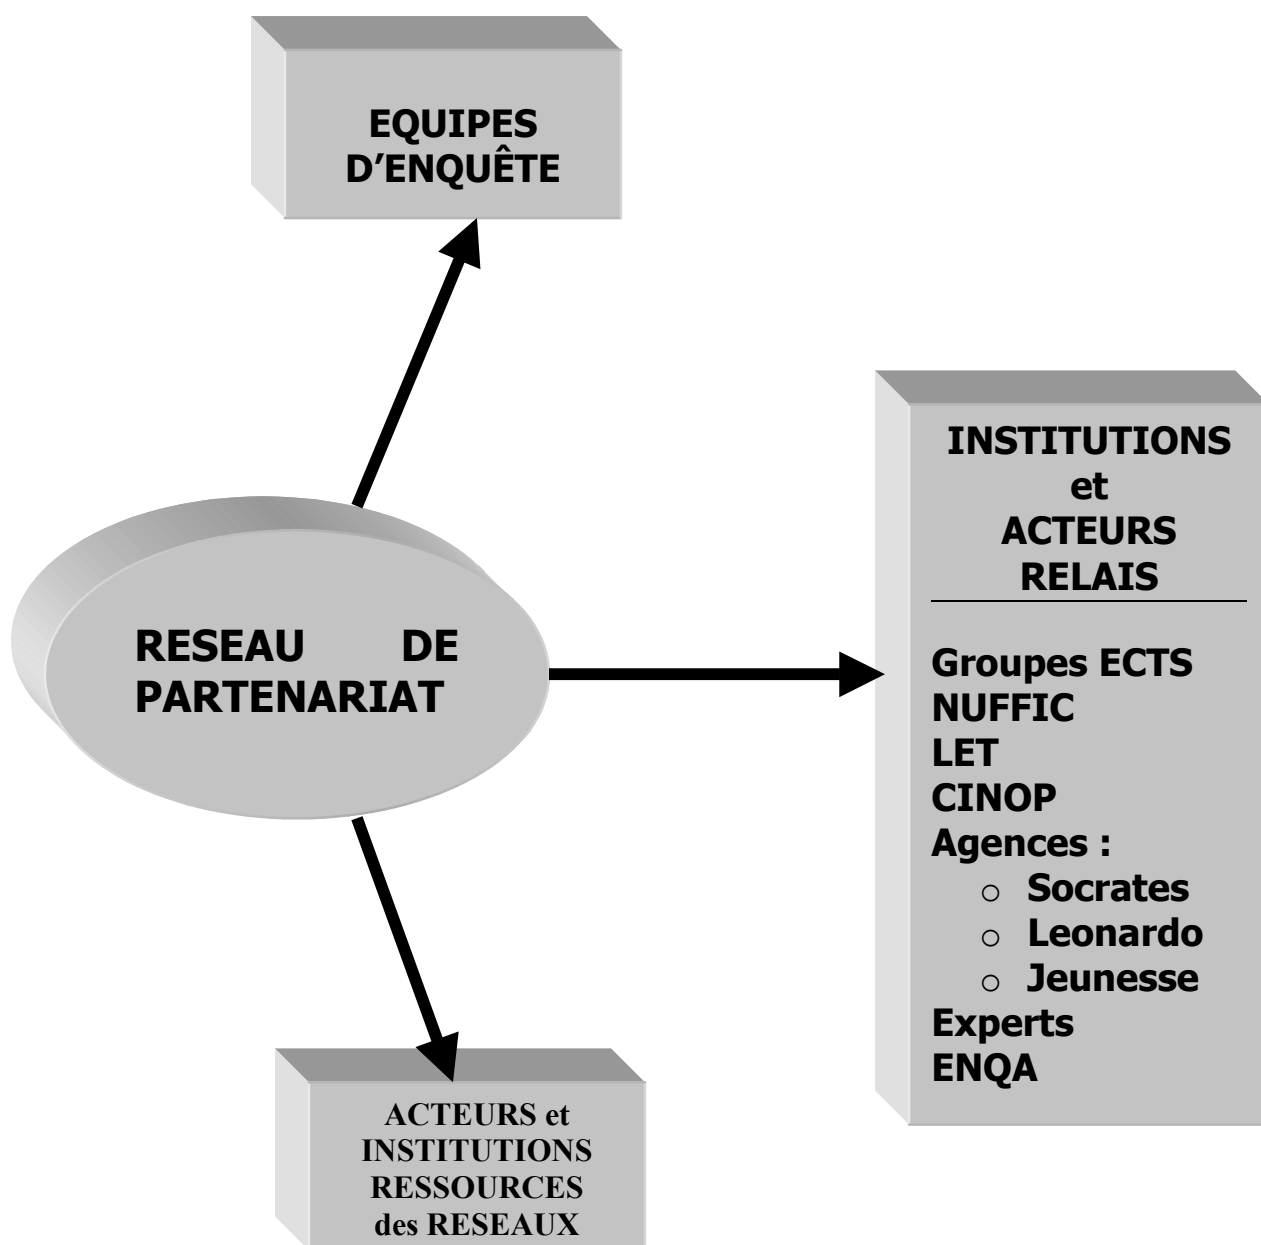 EQUIPES
D’ENQUÊTE
INSTITUTIONS
et
ACTEURS
RELAIS
Groupes ECTS
NUFFIC
LET
CINOP
Agences :
o Socrates
o Leonardo
o Jeunesse
Experts
ENQA
RESEAU DE
PARTENARIAT
ACTEURS et
INSTITUTIONS
RESSOURCES
des RESEAUX